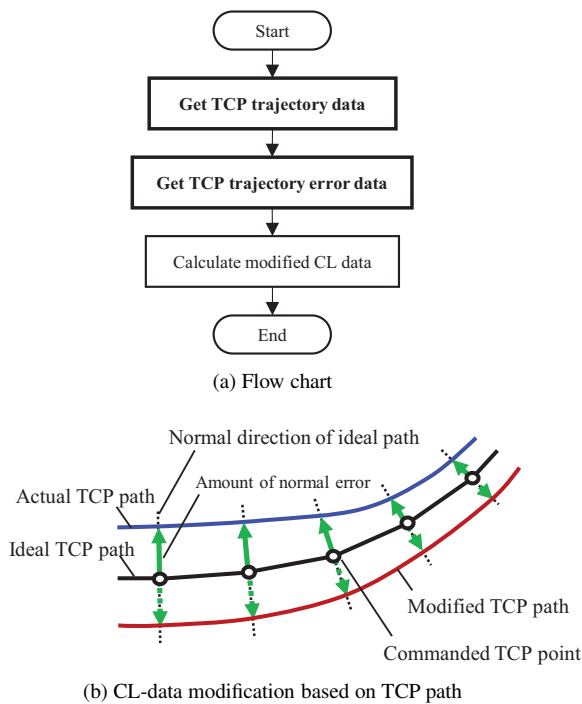 Start
Get TCP trajectory data
Get TCP trajectory error data
Calculate modified CL data
End
(a) Flow chart
Normal direction of ideal path
Amount of normal error
Actual TCP path
Ideal TCP path
Modified TCP path
Commanded TCP point
(b) CL-data modification based on TCP path